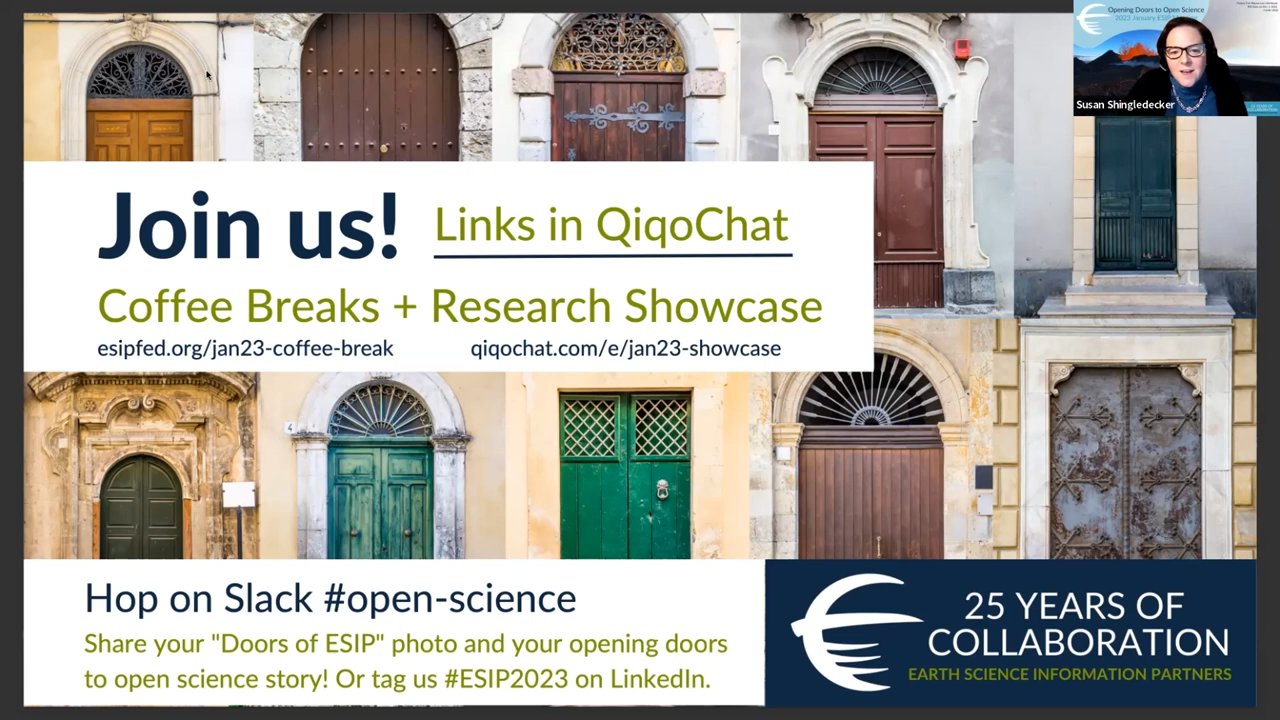 Join us!
Links in QiqoChat
Coffee Breaks + Research Showcase
esipfed.org/jan23-coffee-break
qiqochat.com/e/jan23-showcase
4
Hop on Slack #open-science
Share your "Doors of ESIP" photo and your opening doors
to open science story! Or tag us #ESIP2023 on LinkedIn.
25 YEARS OF
COLLABORATION
EARTH SCIENCE INFORMATION PARTNERS
Opening Doors to Open Science
2023 January ESIP
Susan Shingledecker